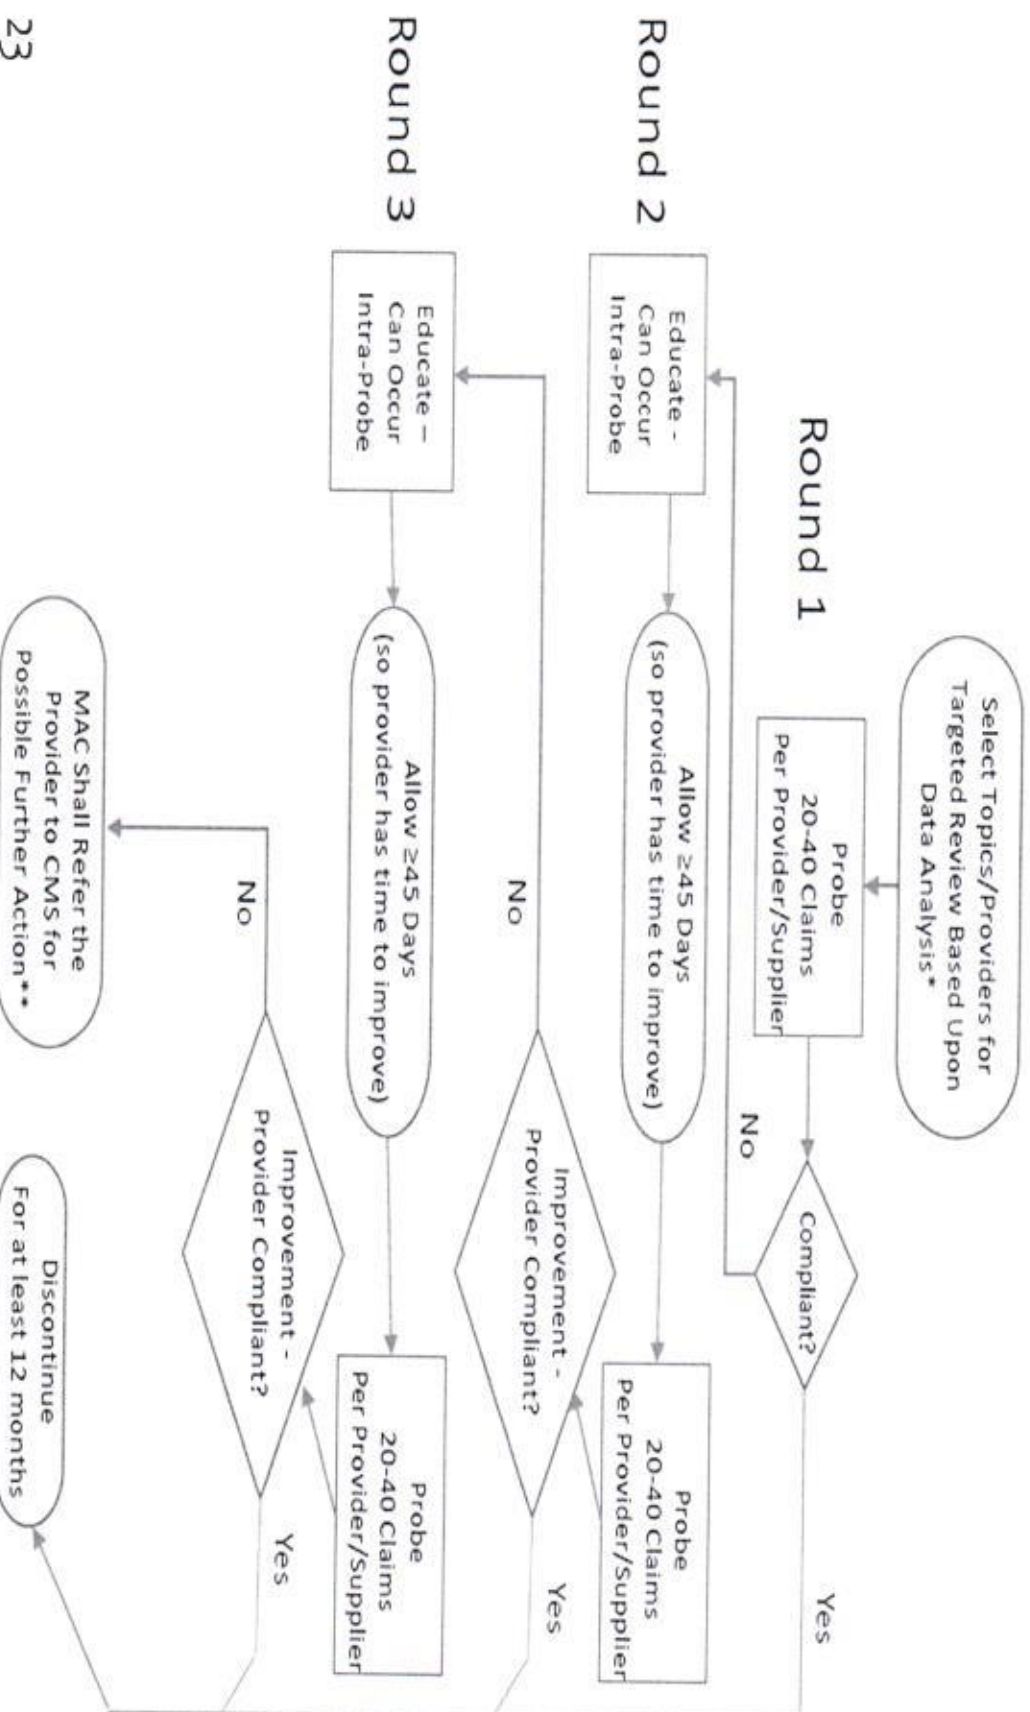 Select Topics/Providers for
Targeted Review Based Upon
Data Analysis*
Round 1
Probe
20-40 Claims
Per Provider/Supplier
Compliant?
No
Yes
Round 2
Educate -
Can Occur
Intra-Probe
Allow ≥45 Days
(so provider has time to improve)
Probe
20-40 Claims
Per Provider/Supplier
Improvement -
Provider Compliant?
No
Yes
Round 3
Educate –
Can Occur
Intra-Probe
Allow ≥45 Days
(so provider has time to improve)
Probe
20-40 Claims
Per Provider/Supplier
Improvement -
Provider Compliant?
No
Yes
MAC Shall Refer the
Provider to CMS for
Possible Further Action**
Discontinue
For at least 12 months
23